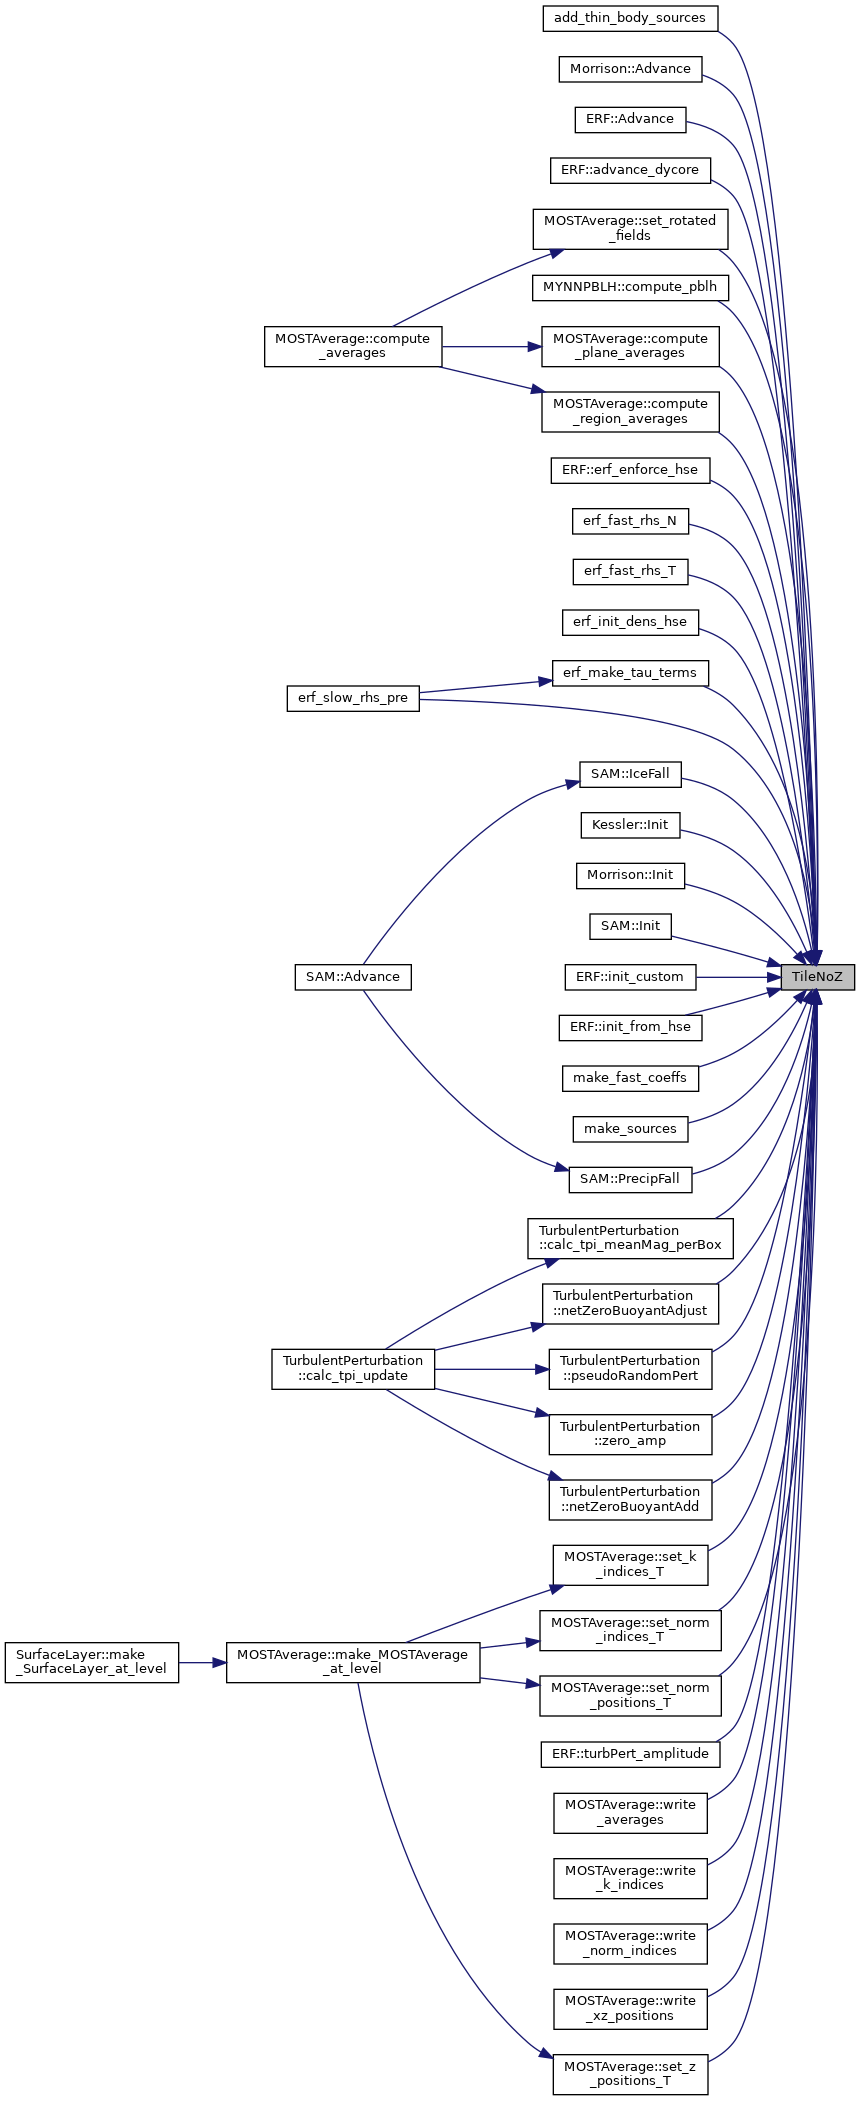 add_thin_body_sources
Morrison::Advance
ERF::Advance
ERF::advance_dycore
MOSTAverage::set_rotated
_fields
MYNNPBLH::compute_pblh
MOSTAverage::compute
_averages
MOSTAverage::compute
_plane_averages
MOSTAverage::compute
_region_averages
ERF::erf_enforce_hse
erf_fast_rhs_N
erf_fast_rhs_T
erf_init_dens_hse
erf_make_tau_terms
erf_slow_rhs_pre
SAM::IceFall
Kessler::Init
Morrison::Init
SAM::Init
SAM::Advance
ERF::init_custom
TileNoZ
ERF::init_from_hse
make_fast_coeffs
make_sources
SAM::PrecipFall
TurbulentPerturbation
::calc_tpi_meanMag_perBox
TurbulentPerturbation
::netZeroBuoyantAdjust
TurbulentPerturbation
::calc_tpi_update
TurbulentPerturbation
::pseudoRandomPert
TurbulentPerturbation
::zero_amp
TurbulentPerturbation
::netZeroBuoyantAdd
MOSTAverage::set_k
_indices_T
MOSTAverage::set_norm
_indices_T
SurfaceLayer::make
_SurfaceLayer_at_level
MOSTAverage::make_MOSTAverage
_at_level
MOSTAverage::set_norm
_positions_T
ERF::turbPert_amplitude
MOSTAverage::write
_averages
MOSTAverage::write
_k_indices
MOSTAverage::write
_norm_indices
MOSTAverage::write
_xz_positions
MOSTAverage::set_z
_positions_T